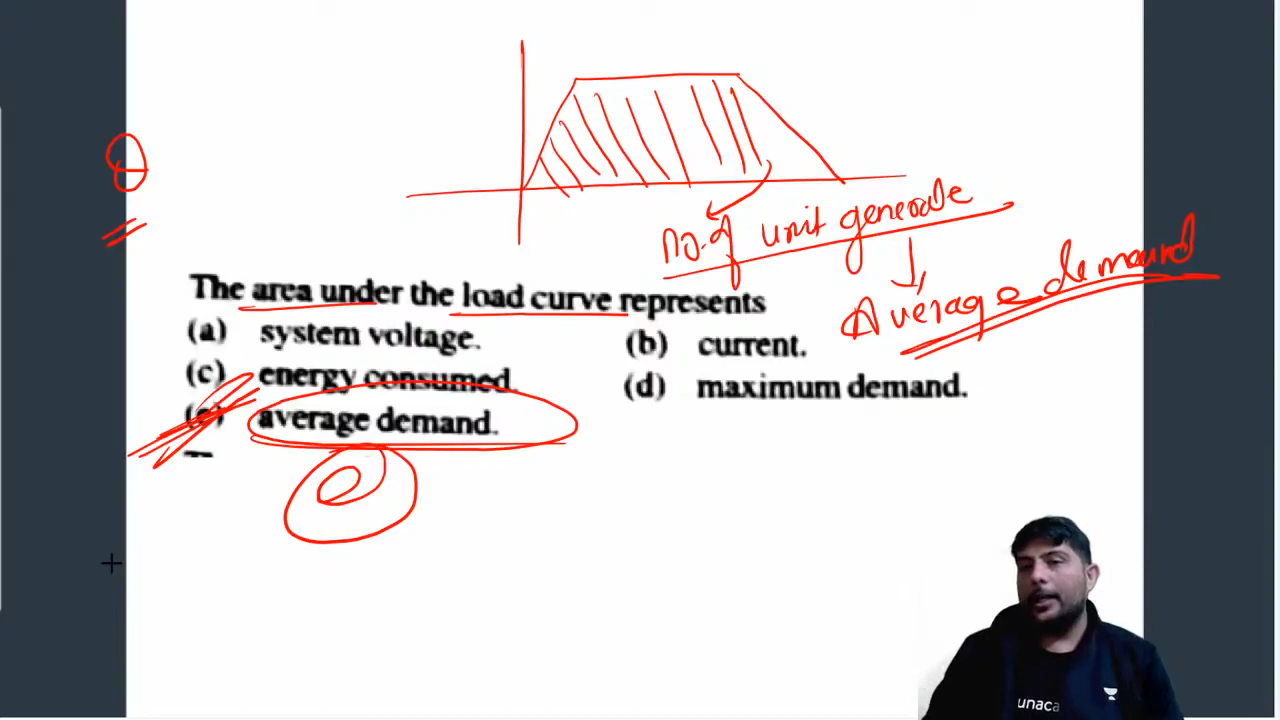 no. of unit generate
Average demand
The area under the load curve represents
(a) system voltage.
(b) current.
(c) energy consumed.
(d) maximum demand.
(e) average demand.
e
unaca